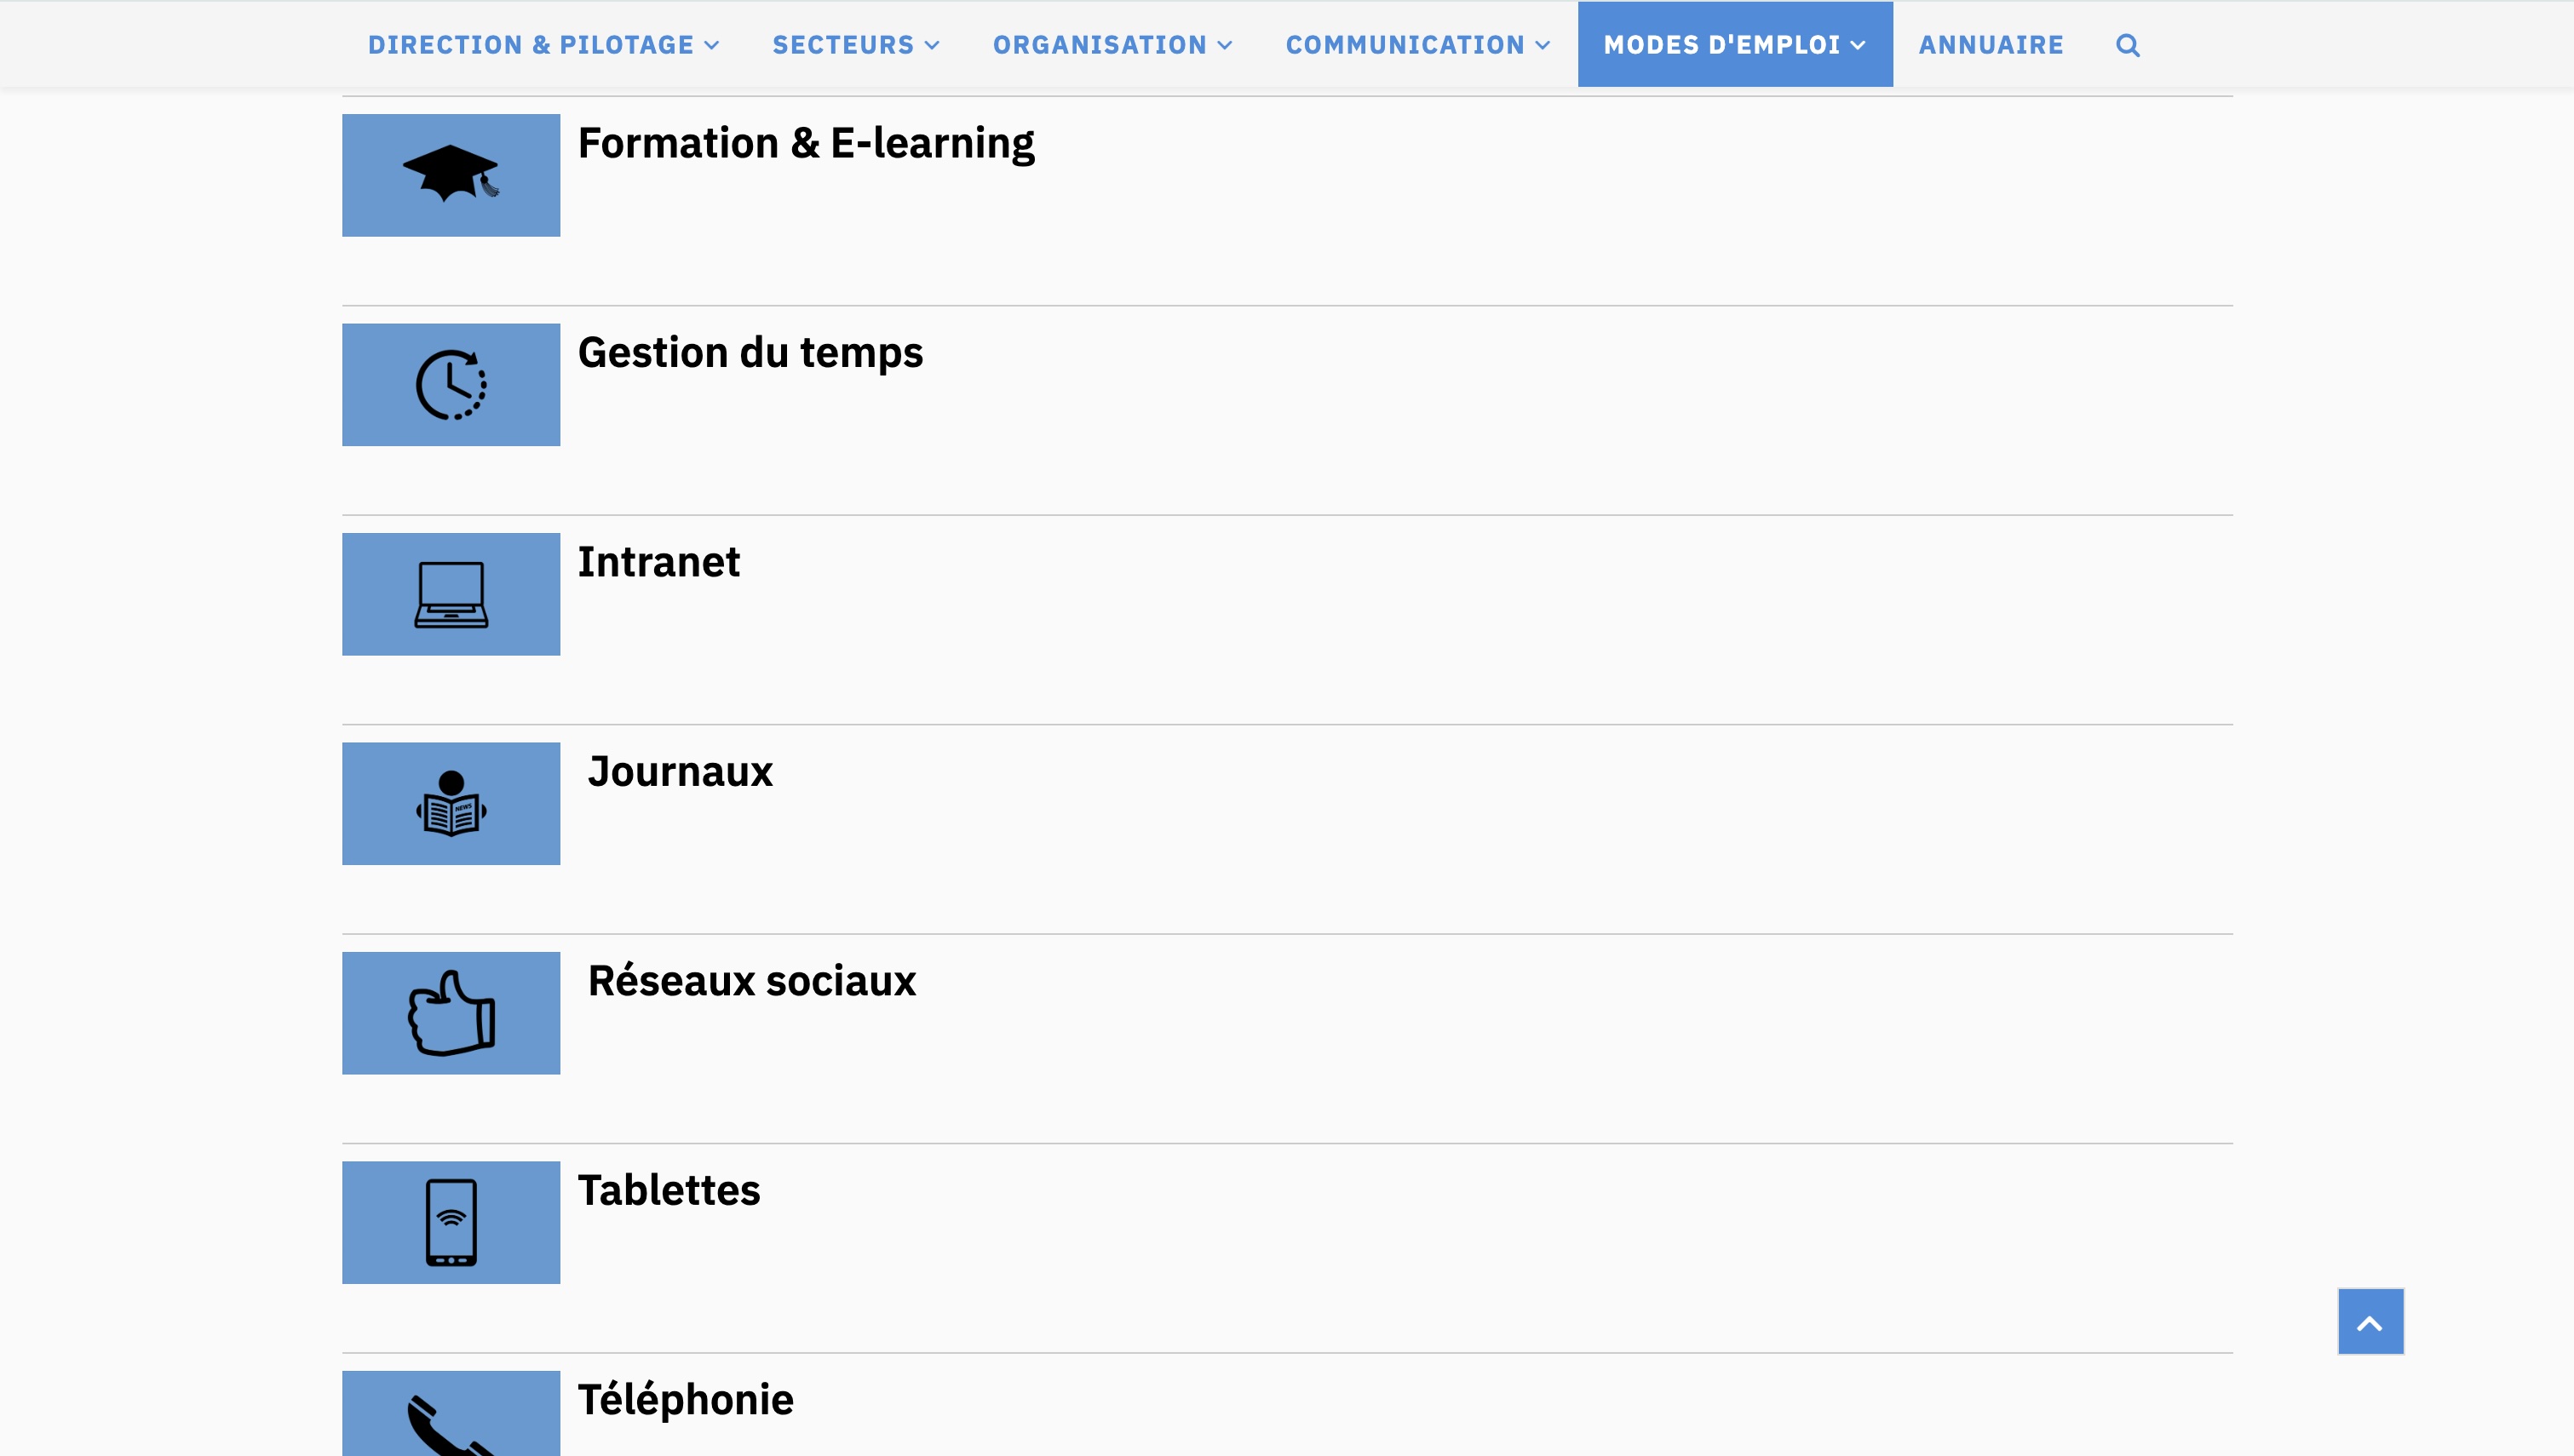 DIRECTION & PILOTAGE SECTEURS ORGANISATION COMMUNICATION MODES D'EMPLOI ANNUAIRE
Formation & E-learning
Gestion du temps
Intranet
NEWS
Journaux
Réseaux sociaux
Tablettes
Téléphonie